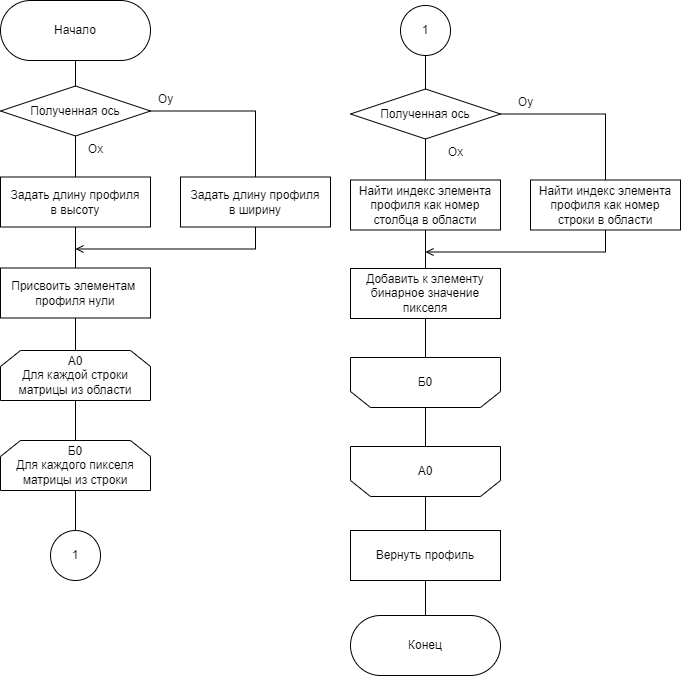 Начало
Полученная ось
Oy
Ox
Задать длину профиля
в высоту
Задать длину профиля
в ширину
Присвоить элементам
профиля нули
А0
Для каждой строки
матрицы из области
Б0
Для каждого пикселя
матрицы из строки
1
1
Полученная ось
Oy
Ox
Найти индекс элемента
профиля как номер
столбца в области
Найти индекс элемента
профиля как номер
строки в области
Добавить к элементу
бинарное значение
пикселя
Б0
А0
Вернуть профиль
Конец